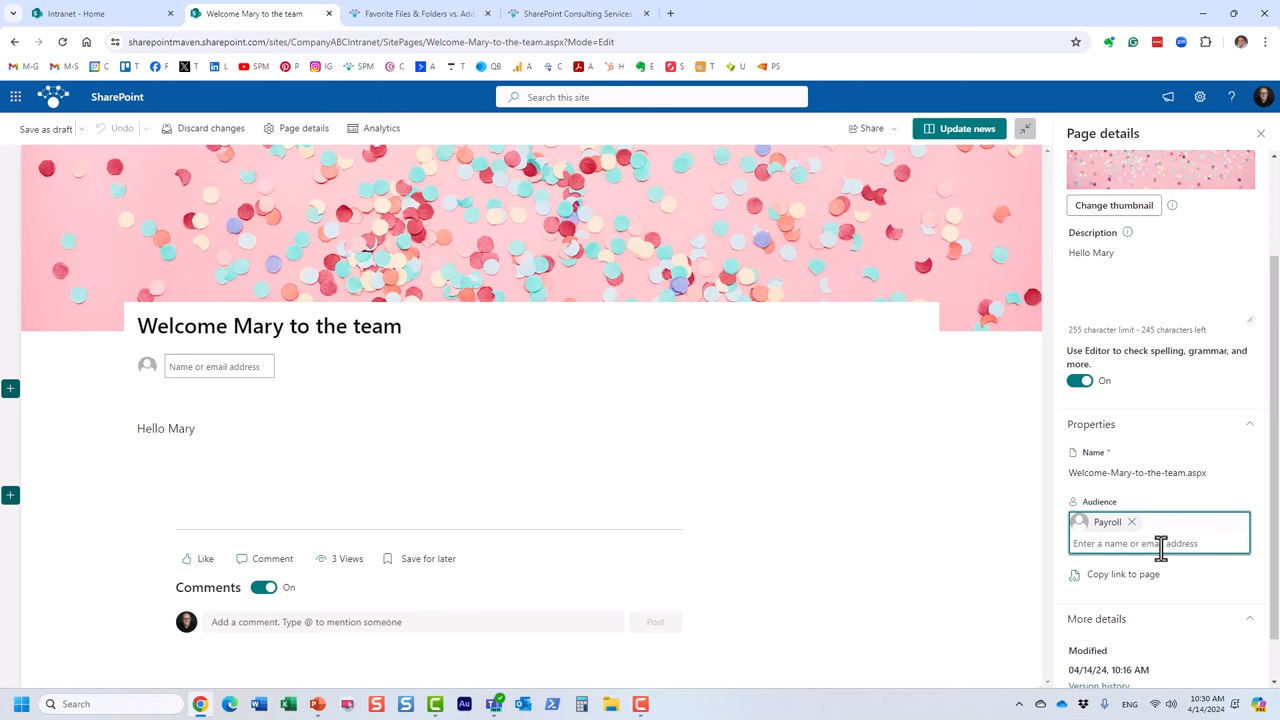 Intranet - Home
Welcome Mary to the team
Favorite Files & Folders vs. Add
SharePoint Consulting Services
sharepointmaven.sharepoint.com/sites/CompanyABCIntranet/SitePages/Welcome-Mary-to-the-team.aspx?Mode=Edit
M-G M-S C T F T LI SPM P IG SPM C A T QB A C A H E S T U PS
SharePoint
Search this site
Save as draft Undo Discard changes Page details Analytics Share Update news
Page details
Change thumbnail
Description
Hello Mary
255 character limit - 245 characters left
Use Editor to check spelling, grammar, and
more.
On
Welcome Mary to the team
Name or email address
Hello Mary
Like Comment 3 Views Save for later
Comments On
Add a comment. Type @ to mention someone Post
Properties
Name *
Welcome-Mary-to-the-team.aspx
Audience
Payroll
Enter a name or email address
Copy link to page
More details
Modified
04/14/24, 10:16 AM
Version history
Search
10:30 AM
4/14/2024